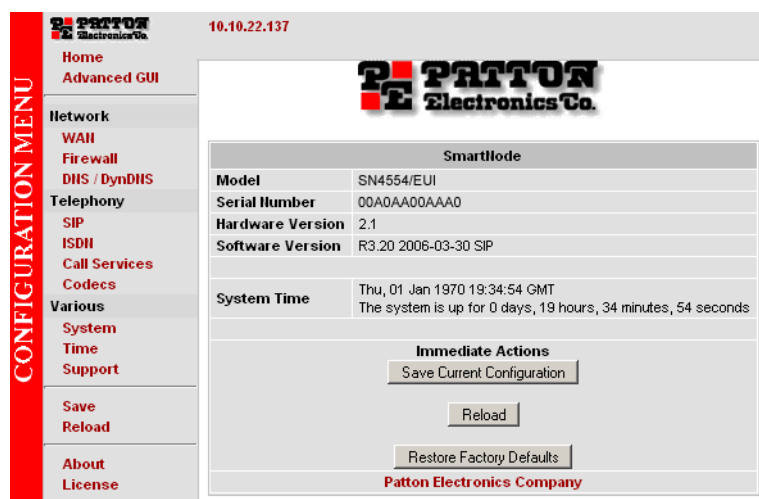 CONFIGURATION MENU
PATTON
Electronics Co.
Home
Advanced GUI
Network
WAN
Firewall
DNS / DynDNS
Telephony
SIP
ISDN
Call Services
Codecs
Various
System
Time
Support
Save
Reload
About
License
10.10.22.137
PATTON
Electronics Co.
SmartNode
Model SN4554/EUI
Serial Number 00A0AA00AAA0
Hardware Version 2.1
Software Version R3.20 2006-03-30 SIP
System Time Thu, 01 Jan 1970 19:34:54 GMT
The system is up for 0 days, 19 hours, 34 minutes, 54 seconds
Immediate Actions
Save Current Configuration
Reload
Restore Factory Defaults
Patton Electronics Company